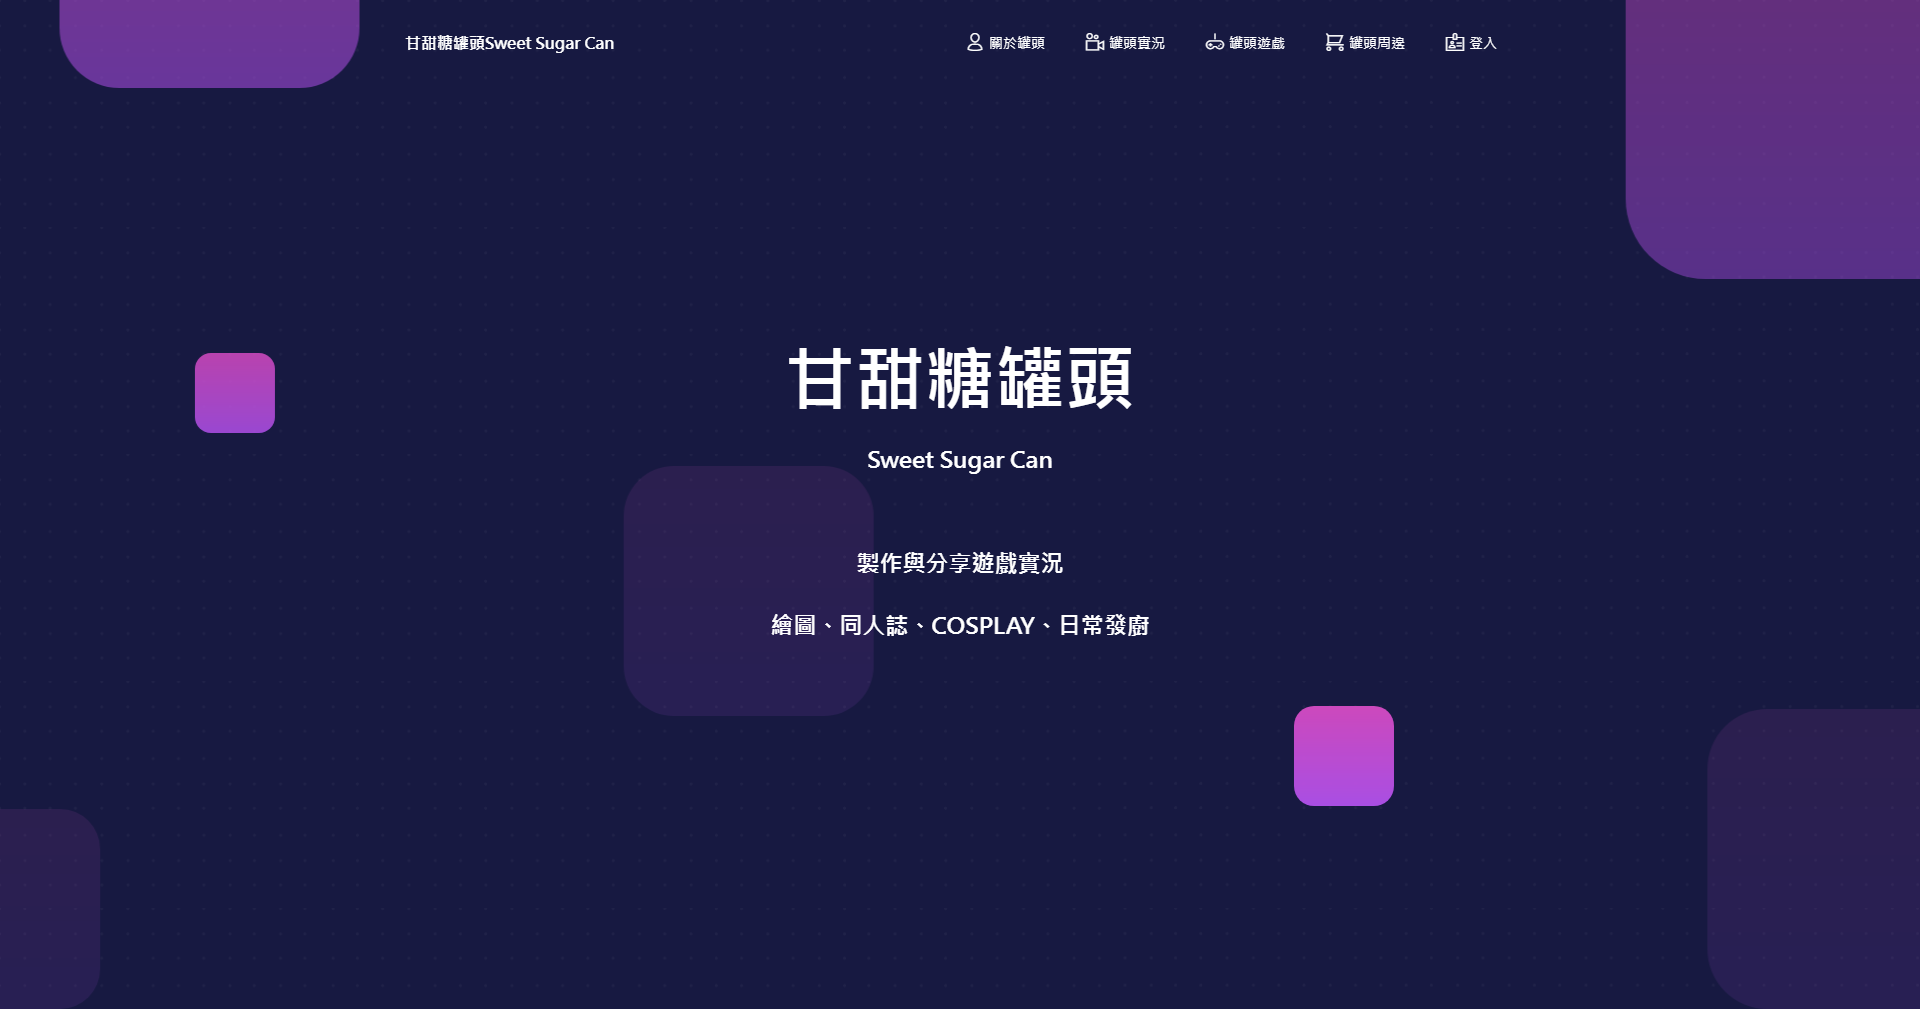 甘甜糖罐頭Sweet Sugar Can
關於罐頭
罐頭實況
罐頭遊戲
罐頭周邊
登入
甘甜糖罐頭
Sweet Sugar Can
製作與分享遊戲實況
繪圖、同人誌、COSPLAY、日常發廚